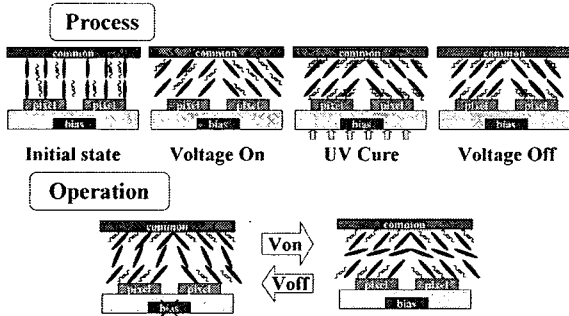 Process
common common common common
pixel pixel pixel pixel pixel pixel pixel pixel
bias bias bias bias
Initial state Voltage On UV Cure Voltage Off
Operation
common Von common
Voff
pixel pixel pixel pixel
bias bias